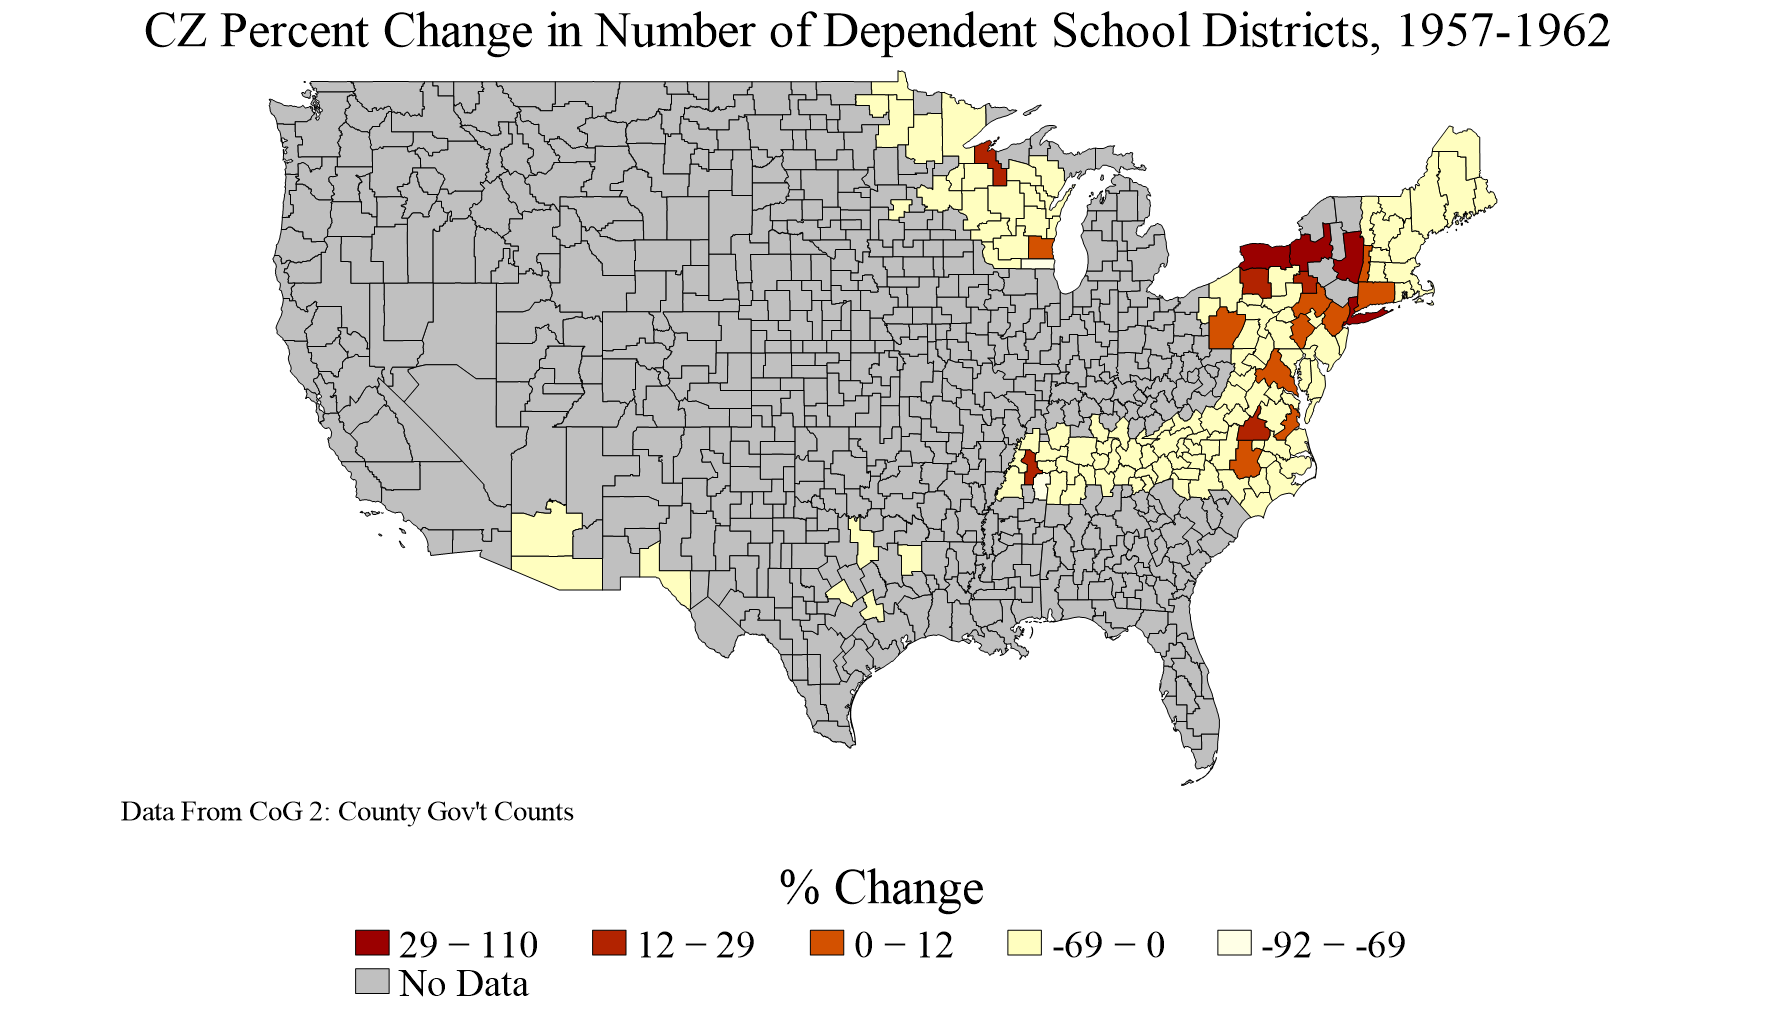 CZ Percent Change in Number of Dependent School Districts, 1957-1962
Data From CoG 2: County Gov't Counts
% Change
29 − 110
12 − 29
0 − 12
-69 − 0
-92 − -69
No Data